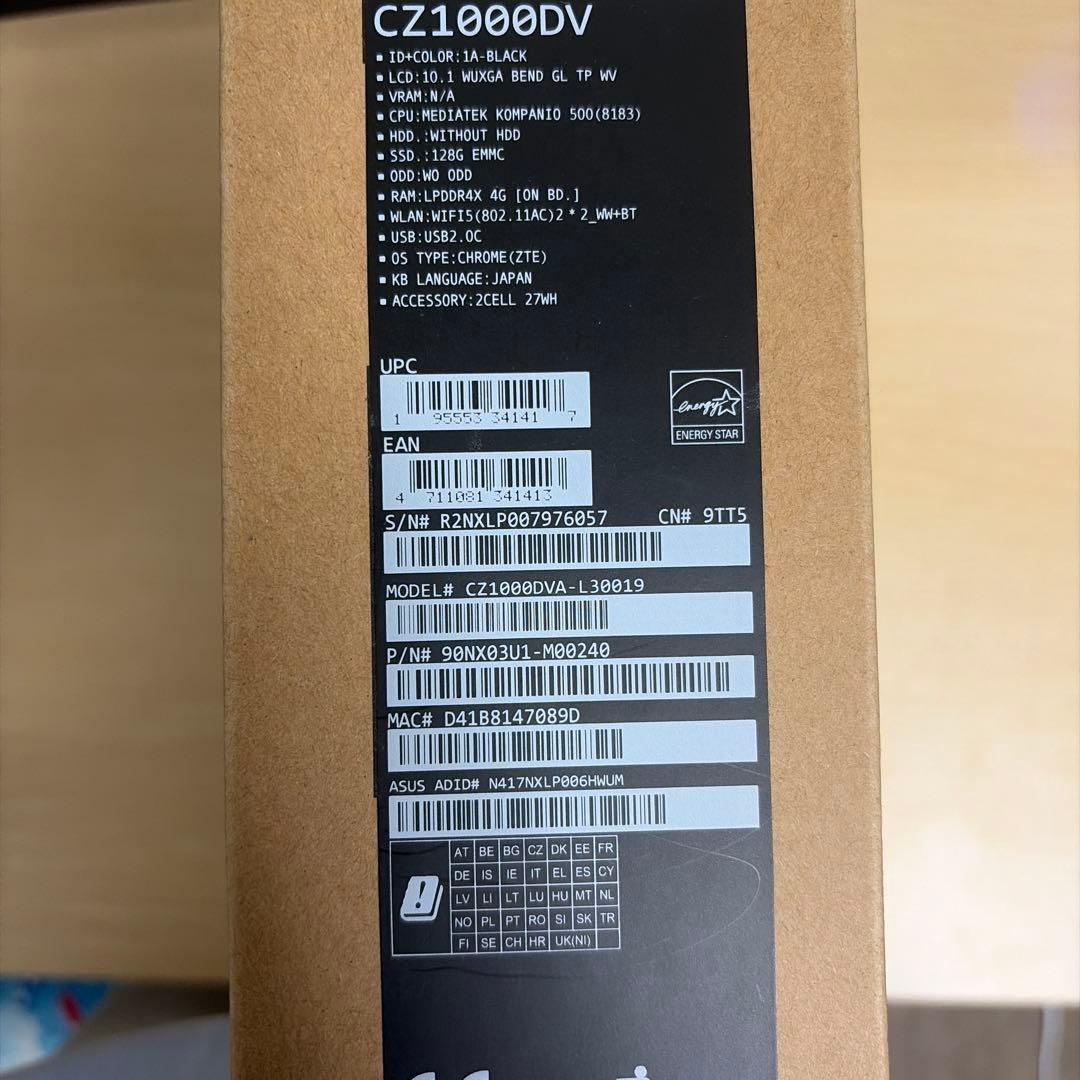 CZ1000DV
▪ ID+COLOR:1A-BLACK
▪ LCD:10.1 WUXGA BEND GL TP WV
▪ VRAM:N/A
▪ CPU:MEDIATEK KOMPANIO 500(8183)
▪ HDD.:WITHOUT HDD
▪ SSD.:128G EMMC
▪ ODD:WO ODD
▪ RAM:LPDDR4X 4G [ON BD.]
▪ WLAN:WIFI5(802.11AC)2*2_WW+BT
▪ USB:USB2.0C
▪ OS TYPE:CHROME(ZTE)
▪ KB LANGUAGE:JAPAN
▪ ACCESSORY:2CELL 27WH
UPC
1 95553 34141 7
energy
ENERGY STAR
EAN
4 711081 341413
S/N# R2NXLP007976057 CN# 9TT5
MODEL# CZ1000DVA-L30019
P/N# 90NX03U1-M00240
MAC# D41B8147089D
ASUS ADID# N417NXLP006HWUM
AT BE BG CZ DK EE FR
DE IS IE IT EL ES CY
LV LI LT LU HU MT NL
NO PL PT RO SI SK TR
FI SE CH HR UK(NI)